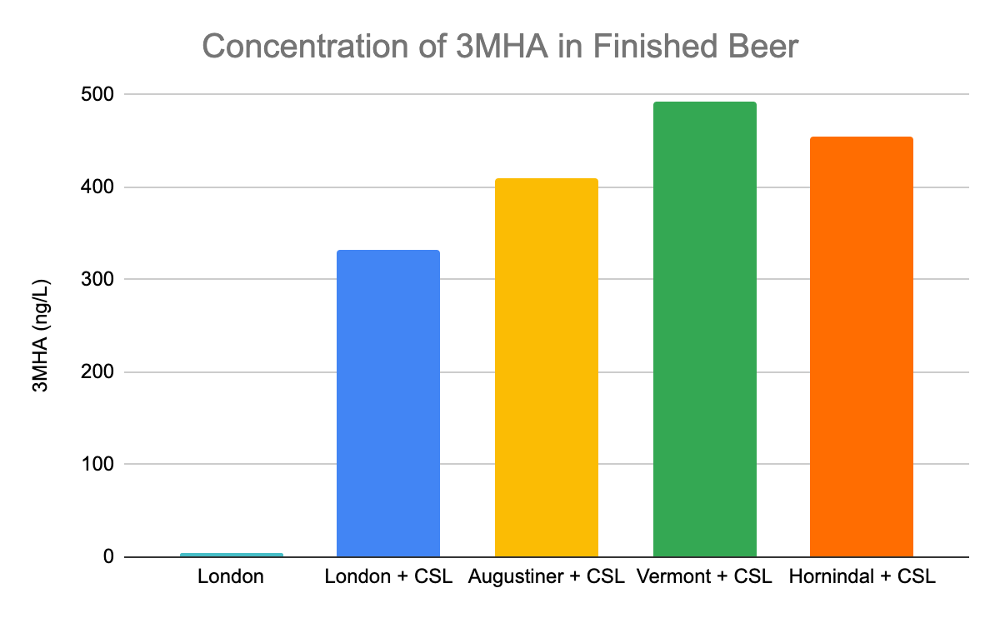 Concentration of 3MHA in Finished Beer
3MHA (ng/L)
500
400
300
200
100
0
London
London + CSL
Augustiner + CSL
Vermont + CSL
Hornindal + CSL